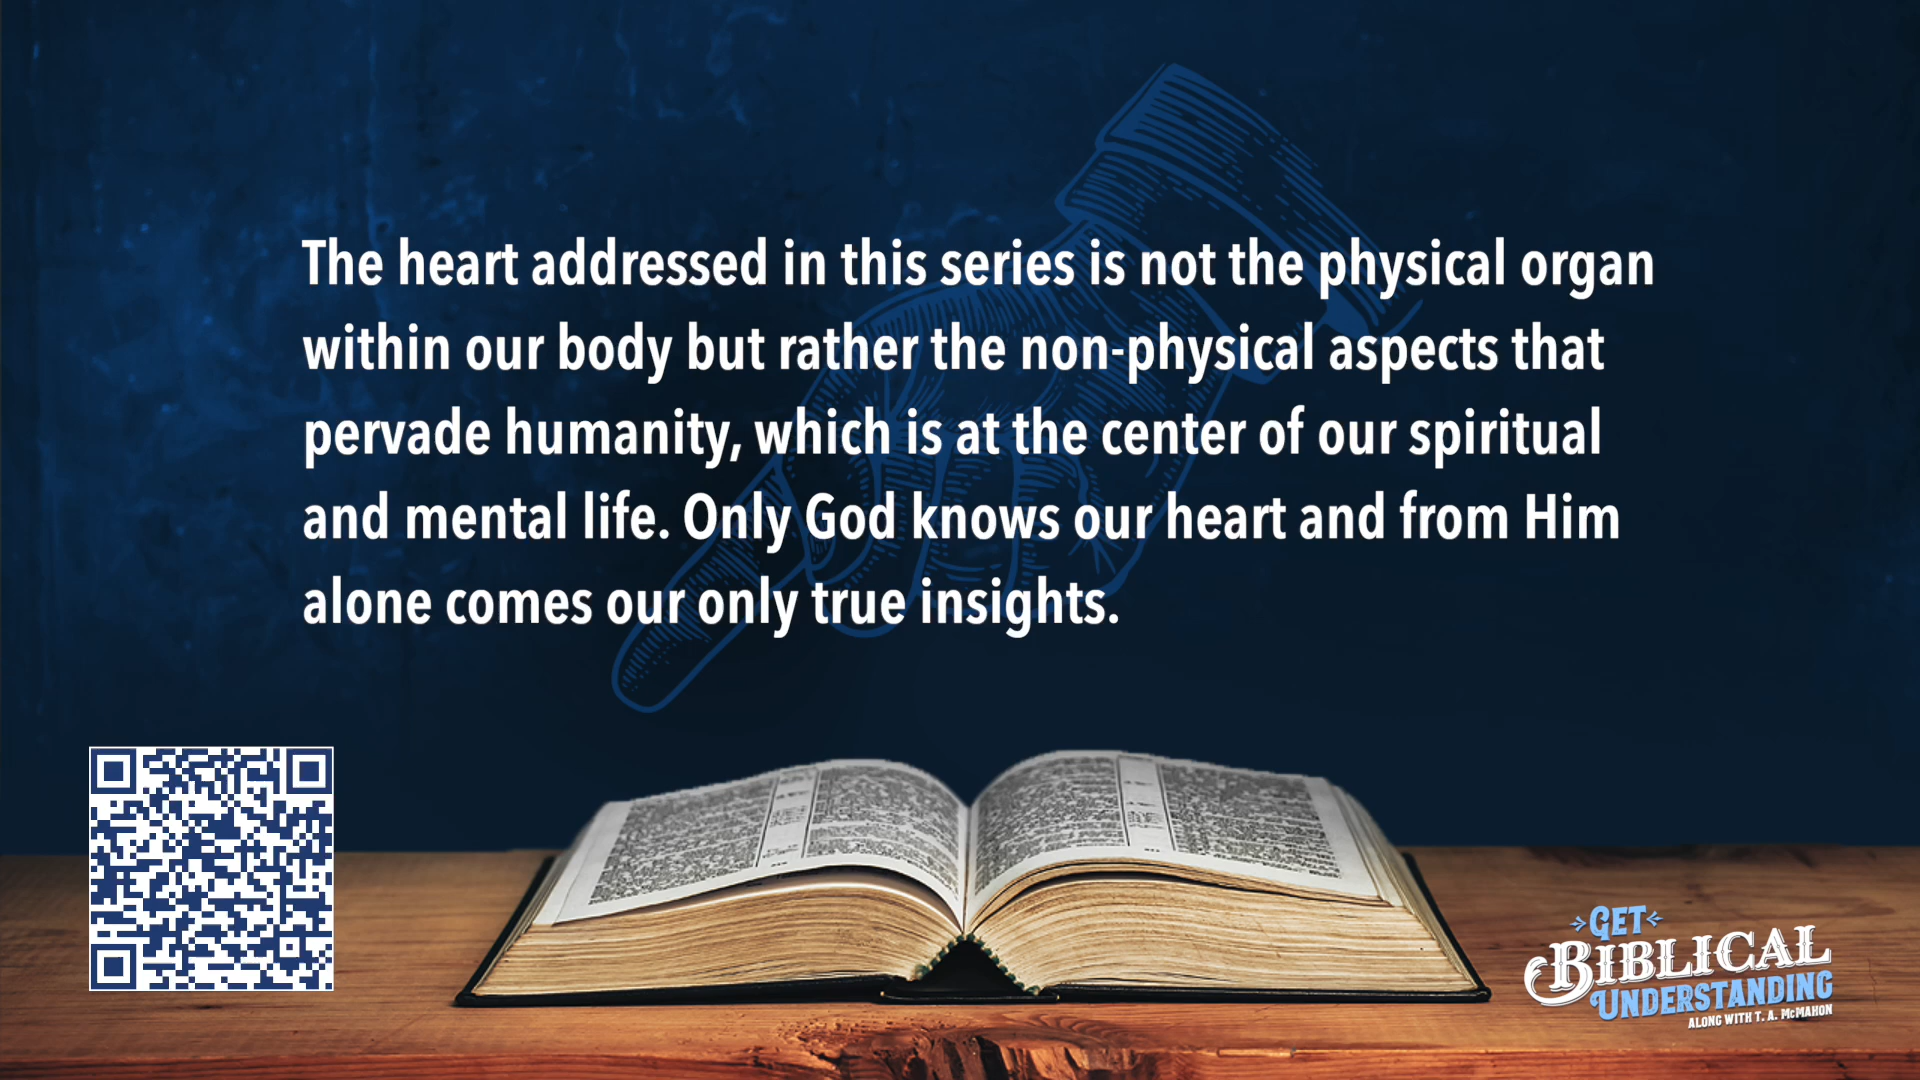 The heart addressed in this series is not the physical organ
within our body but rather the non-physical aspects that
pervade humanity, which is at the center of our spiritual
and mental life. Only God knows our heart and from Him
alone comes our only true insights.
GET
BIBLICAL
UNDERSTANDING
ALONG WITH T. A. McMAHON